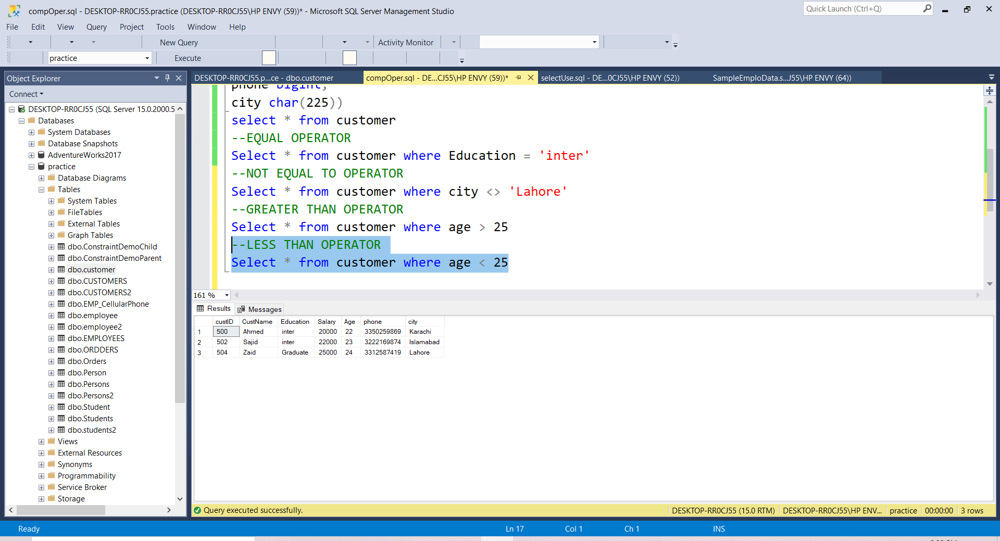 compOper.sql - DESKTOP-RR0CJ55.practice (DESKTOP-RR0CJ55\HP ENVY (59))* - Microsoft SQL Server Management Studio
Quick Launch (Ctrl+Q)
File Edit View Query Project Tools Window Help
New Query Activity Monitor
practice Execute
Object Explorer
Connect
DESKTOP-RR0CJ55 (SQL Server 15.0.2000.5
Databases
System Databases
Database Snapshots
AdventureWorks2017
practice
Database Diagrams
Tables
System Tables
FileTables
External Tables
Graph Tables
dbo.ConstraintDemoChild
dbo.ConstraintDemoParent
dbo.customer
dbo.CUSTOMERS
dbo.CUSTOMERS2
dbo.EMP_CellularPhone
dbo.employee
dbo.employee2
dbo.EMPLOYEES
dbo.ORDDERS
dbo.Orders
dbo.Person
dbo.Persons
dbo.Persons2
dbo.Student
dbo.Students
dbo.students2
Views
External Resources
Synonyms
Programmability
Service Broker
Storage
DESKTOP-RR0CJ55.p...ce - dbo.customer compOper.sql - DE...CJ55\HP ENVY (59))* selectUse.sql - DE...0CJ55\HP ENVY (52)) SampleEmploData.s...J55\HP ENVY (64))
phone bigint,
city char(225))
select * from customer
--EQUAL OPERATOR
Select * from customer where Education = 'inter'
--NOT EQUAL TO OPERATOR
Select * from customer where city <> 'Lahore'
--GREATER THAN OPERATOR
Select * from customer where age > 25
--LESS THAN OPERATOR
Select * from customer where age < 25
161 %
Results Messages
custID CustName Education Salary Age phone city
1 500 Ahmed inter 20000 22 3350259869 Karachi
2 502 Sajid inter 22000 23 3222169874 Islamabad
3 504 Zaid Graduate 25000 24 3312587419 Lahore
Query executed successfully. DESKTOP-RR0CJ55 (15.0 RTM) DESKTOP-RR0CJ55\HP ENV... practice 00:00:00 3 rows
Ready Ln 17 Col 1 Ch 1 INS